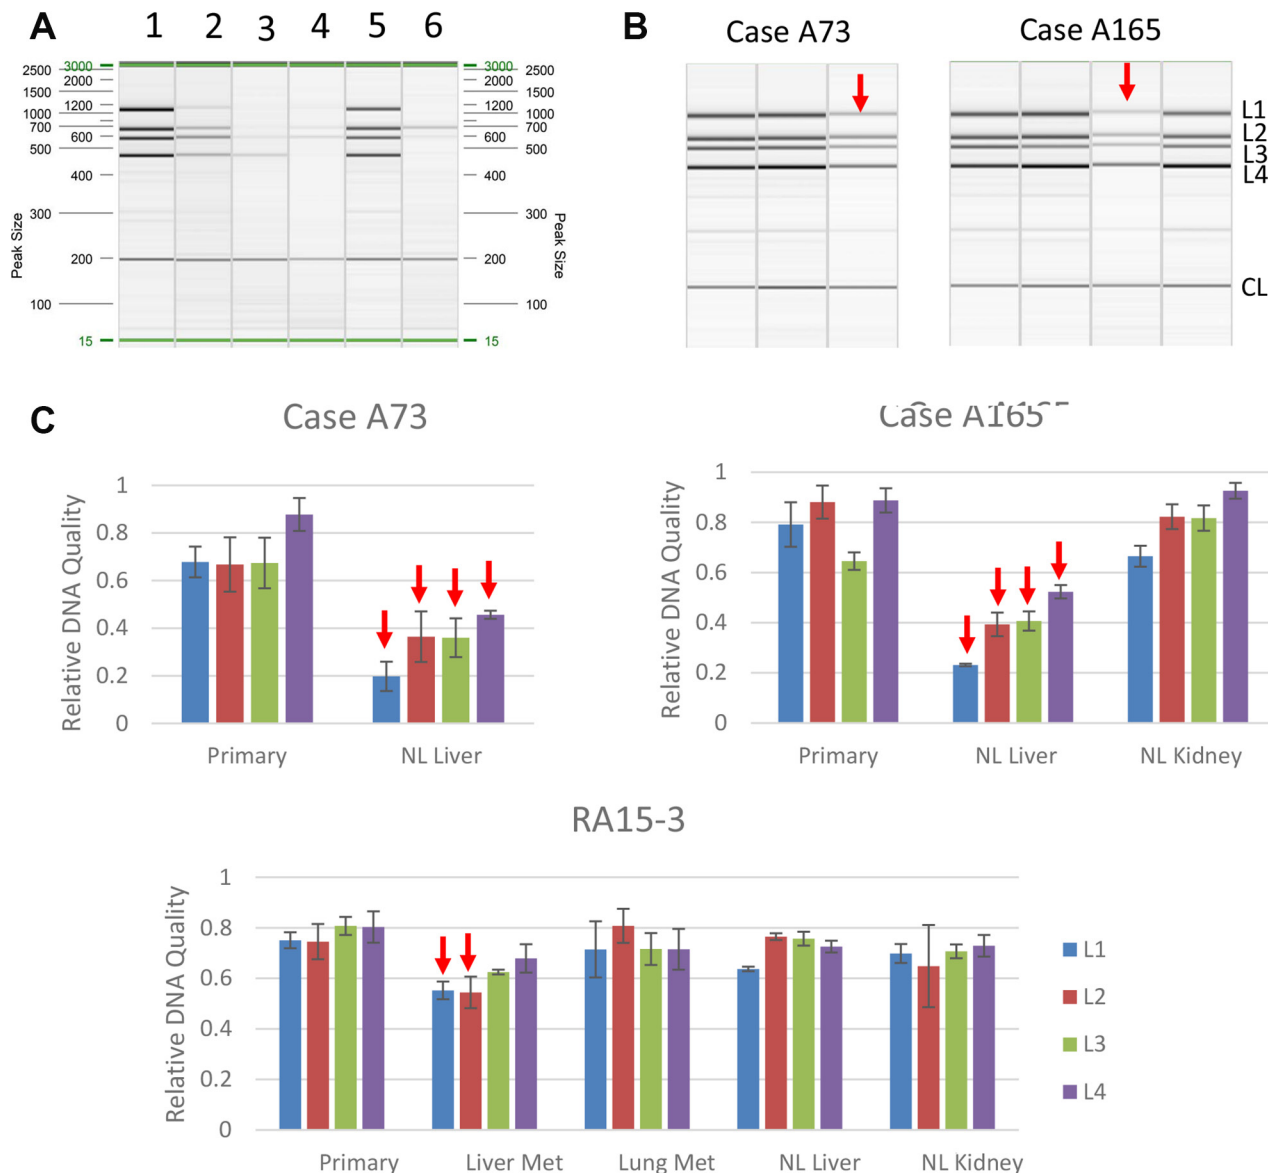 A
1 2 3 4 5 6
3000
2500
2000
1500
1200
1000
700
600
500
400
300
200
100
15
Peak Size
3000
2500
2000
1500
1200
1000
700
600
500
400
300
200
100
15
Peak Size
B
Case A73
Case A165
L1
L2
L3
L4
CL
C
Case A73
Relative DNA Quality
1
0.8
0.6
0.4
0.2
0
Primary NL Liver
Case A165
Relative DNA Quality
1
0.8
0.6
0.4
0.2
0
Primary NL Liver NL Kidney
RA15-3
Relative DNA Quality
1
0.8
0.6
0.4
0.2
0
Primary Liver Met Lung Met NL Liver NL Kidney
L1
L2
L3
L4